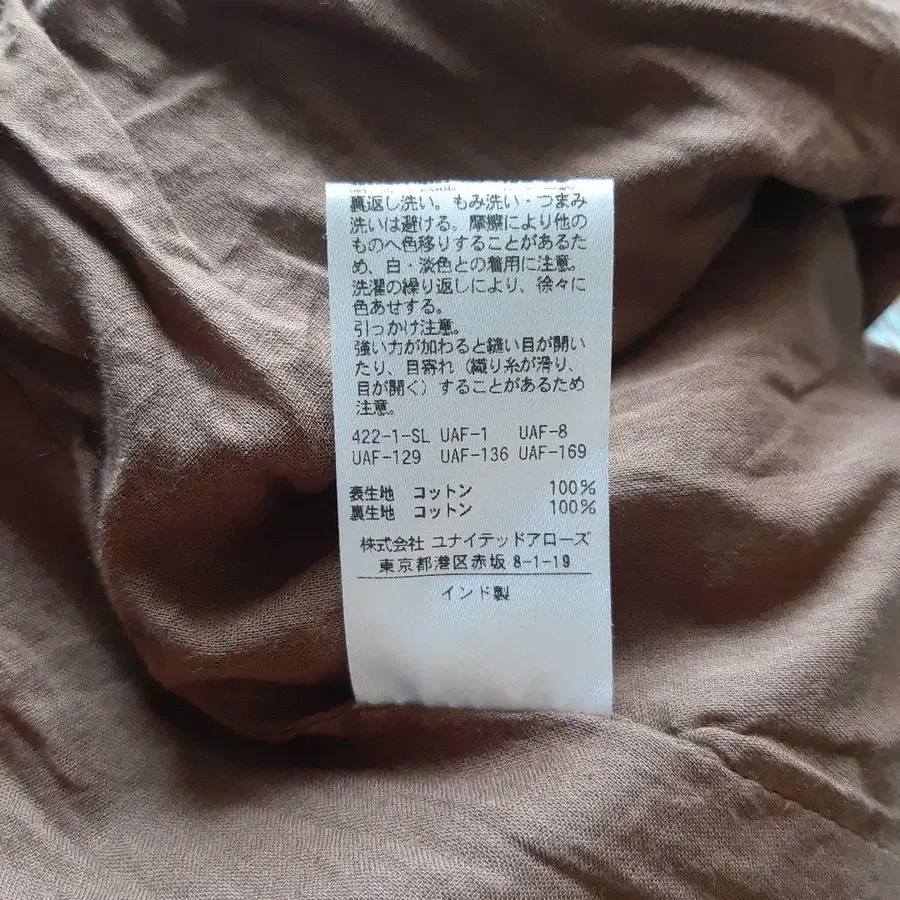 裏返し洗い。もみ洗い・つまみ
洗いは避ける。摩擦により他の
ものへ色移りすることがあるた
め、白・淡色との着用に注意。
洗濯の繰り返しにより、徐々に
色あせする。
引っかけ注意。
強い力が加わると縫い目が開い
たり、目寄れ（織り糸が滑り、
目が開く）することがあるため
注意。
422-1-SL UAF-1 UAF-8
UAF-129 UAF-136 UAF-169
表生地 コットン 100%
裏生地 コットン 100%
株式会社 ユナイテッドアローズ
東京都港区赤坂 8-1-19
インド製